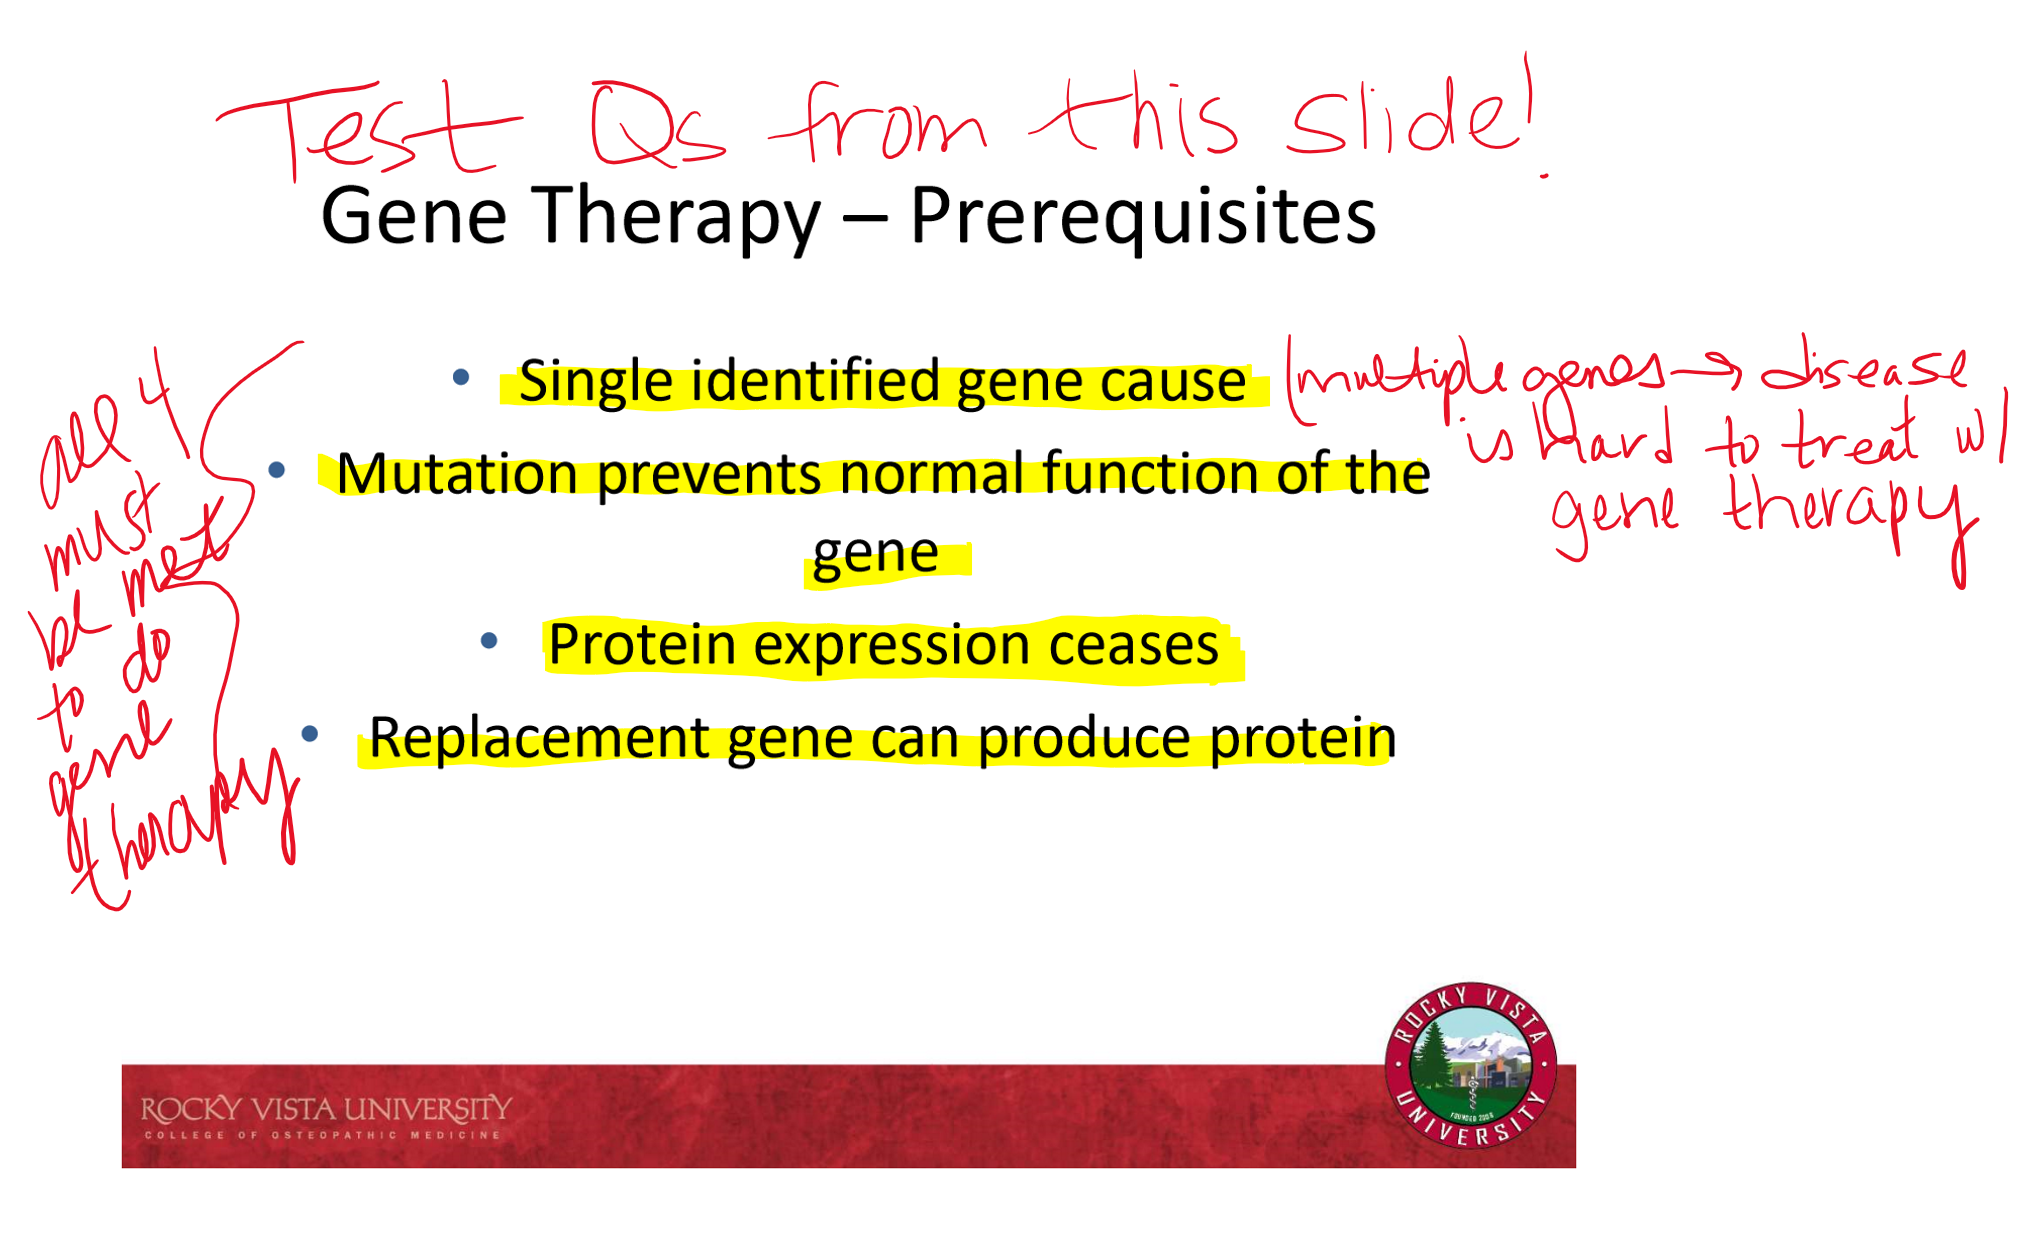 Test Qs from this slide!
Gene Therapy – Prerequisites
• Single identified gene cause
(multiple genes → disease
is hard to treat w/
gene therapy
• Mutation prevents normal function of the
gene
• Protein expression ceases
• Replacement gene can produce protein
all 4
must
be met
to do
gene
therapy
ROCKY VISTA UNIVERSITY
COLLEGE OF OSTEOPATHIC MEDICINE
ROCKY VISTA
UNIVERSITY
FOUNDED 2006